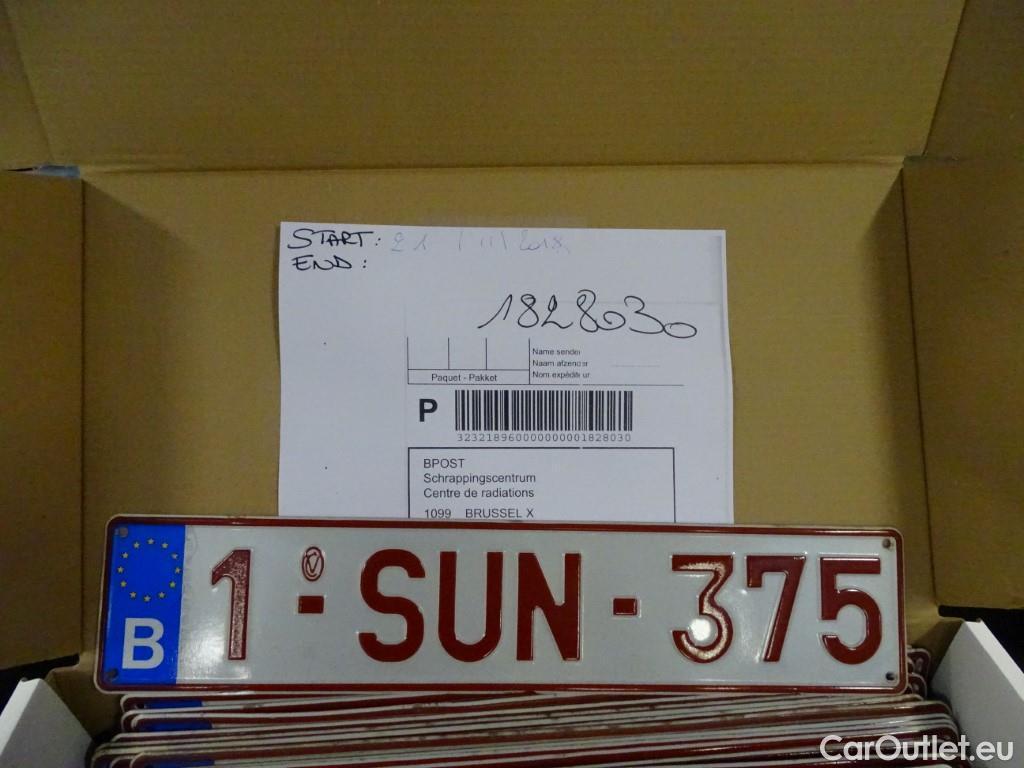 START: 21 / 11 / 2018
END:
1828030
Name sender
Naam afzender
Nom expéditeur
Paquet - Pakket
P
323218960000000001828030
BPOST
Schrappingscentrum
Centre de radiations
1099 BRUSSEL X
B 1-SUN-375
CarOutlet.eu